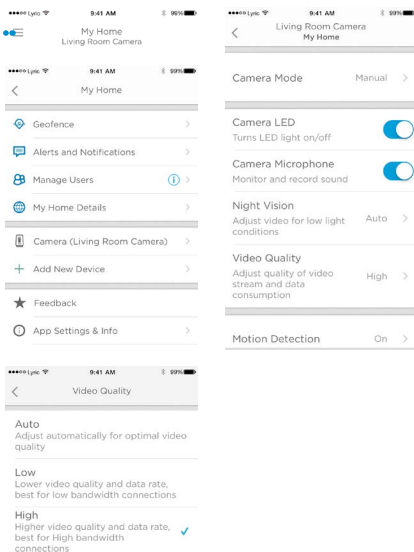 Lyric 9:41 AM 99%
My Home
Living Room Camera
Lyric 9:41 AM 99%
My Home
Geofence
Alerts and Notifications
Manage Users
My Home Details
Camera (Living Room Camera)
Add New Device
Feedback
App Settings & Info
Lyric 9:41 AM 99%
Video Quality
Auto
Adjust automatically for optimal video
quality
Low
Lower video quality and data rate,
best for low bandwidth connections
High
Higher video quality and data rate,
best for High bandwidth
connections
Lyric 9:41 AM 99%
Living Room Camera
My Home
Camera Mode Manual
Camera LED
Turns LED light on/off
Camera Microphone
Monitor and record sound
Night Vision
Adjust video for low light Auto
conditions
Video Quality
Adjust quality of video
stream and data High
consumption
Motion Detection On